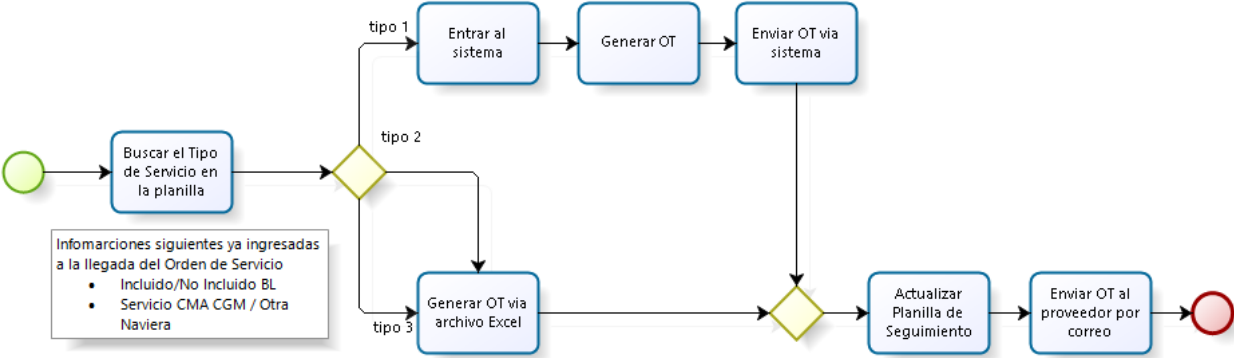 tipo 1
Entrar al
sistema
Generar OT
Enviar OT via
sistema
tipo 2
Buscar el Tipo
de Servicio en
la planilla
Infomarciones siguientes ya ingresadas
a la llegada del Orden de Servicio
• Incluido/No Incluido BL
• Servicio CMA CGM / Otra
Naviera
tipo 3
Generar OT via
archivo Excel
Actualizar
Planilla de
Seguimiento
Enviar OT al
proveedor por
correo